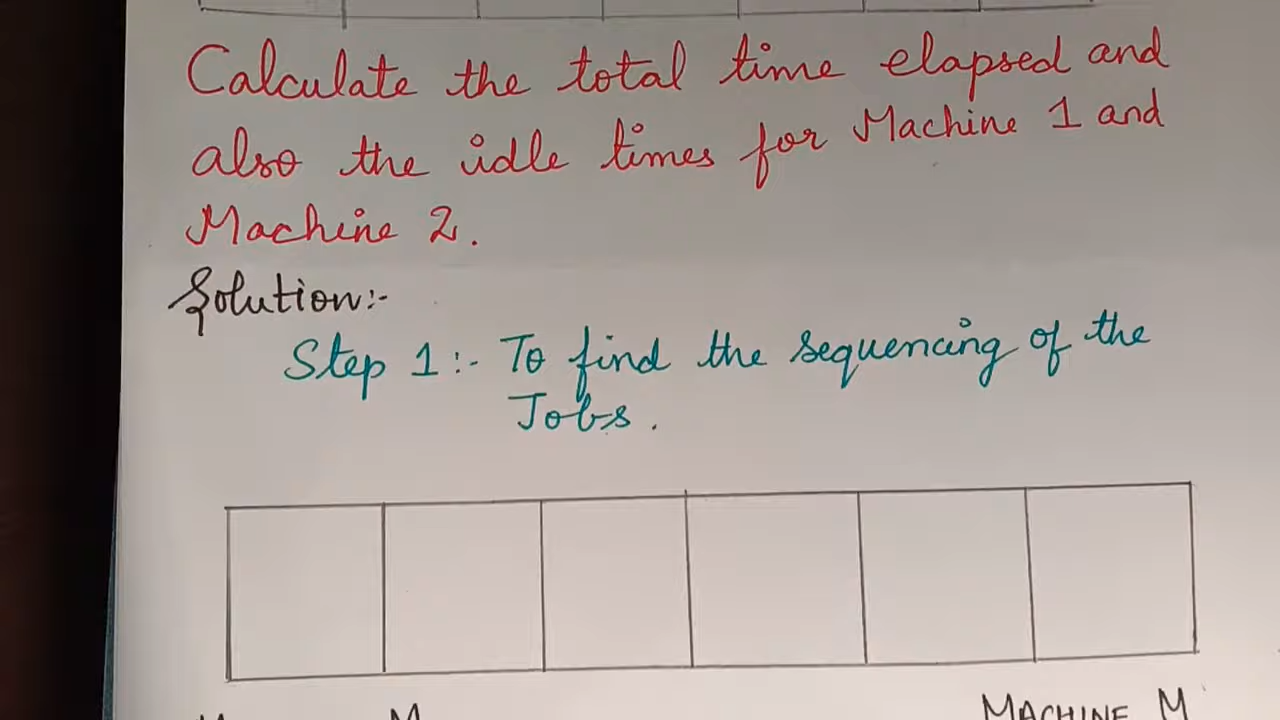 Calculate the total time elapsed and
also the idle times for Machine 1 and
Machine 2.
Solution:-
Step 1:- To find the sequencing of the
Jobs.
MACHINE M